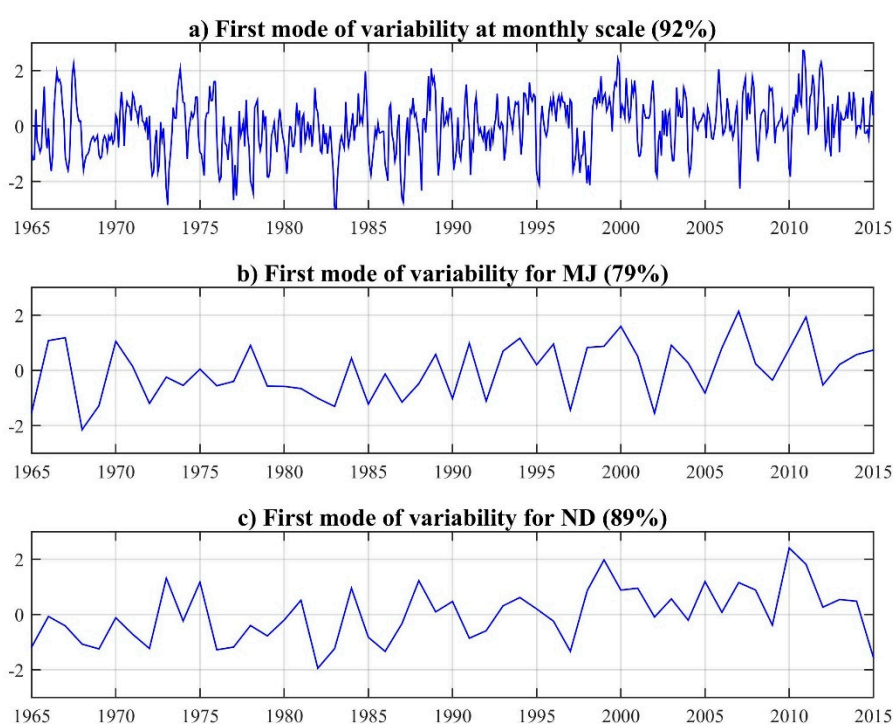 a) First mode of variability at monthly scale (92%)
2
0
-2
1965 1970 1975 1980 1985 1990 1995 2000 2005 2010 2015
b) First mode of variability for MJ (79%)
2
0
-2
1965 1970 1975 1980 1985 1990 1995 2000 2005 2010 2015
c) First mode of variability for ND (89%)
2
0
-2
1965 1970 1975 1980 1985 1990 1995 2000 2005 2010 2015